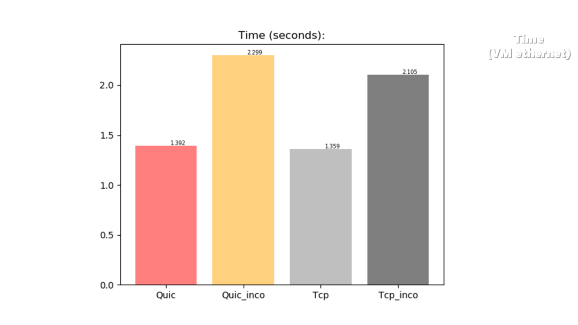 Time (seconds):
Time
(VM ethernet)
2.299
2.105
1.392
1.359
2.0
1.5
1.0
0.5
0.0
Quic
Quic_inco
Tcp
Tcp_inco